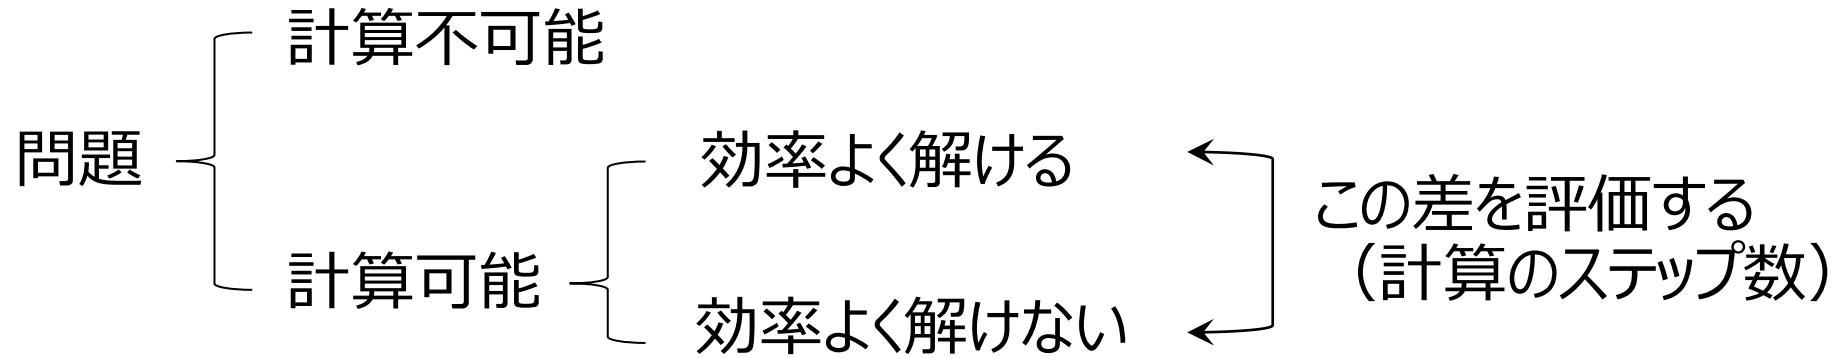 計算不可能
問題
効率よく解ける
この差を評価する
(計算のステップ数)
計算可能
効率よく解けない